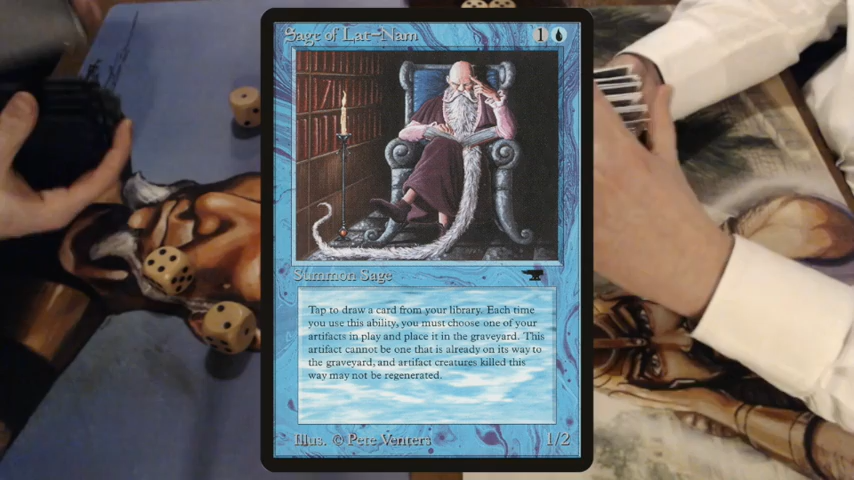 Sage of Lat-Nam 1
Summon Sage
Tap to draw a card from your library. Each time
you use this ability, you must choose one of your
artifacts in play and place it in the graveyard. This
artifact cannot be one that is already on its way to
the graveyard, and artifact creatures killed this
way may not be regenerated.
Illus. © Pete Venters 1/2